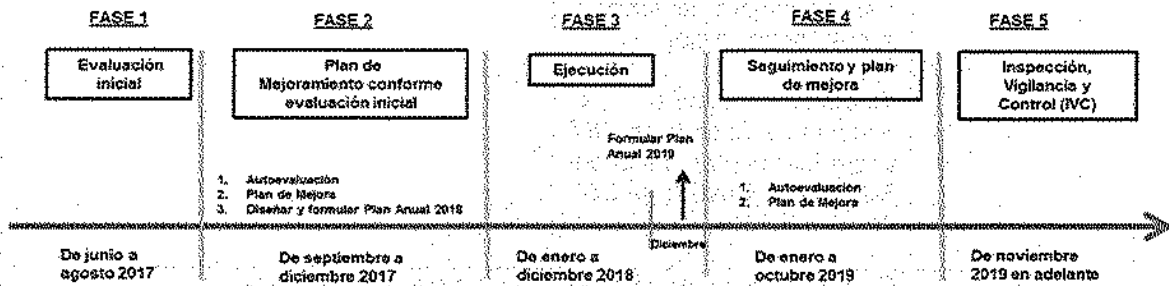 FASE 1
FASE 2
FASE 3
FASE 4
FASE 5
Evaluación
inicial
Plan de
Mejoramiento conforme
evaluación inicial
Ejecución
Seguimiento y plan
de mejora
Inspección,
Vigilancia y
Control (IVC)
Formular Plan
Anual 2019
1. Autoevaluación
2. Plan de Mejora
3. Diseñar y formular Plan Anual 2018
1. Autoevaluación
2. Plan de Mejora
Diciembre
De junio a
agosto 2017
De septiembre a
diciembre 2017
De enero a
diciembre 2018
De enero a
octubre 2019
De noviembre
2019 en adelante